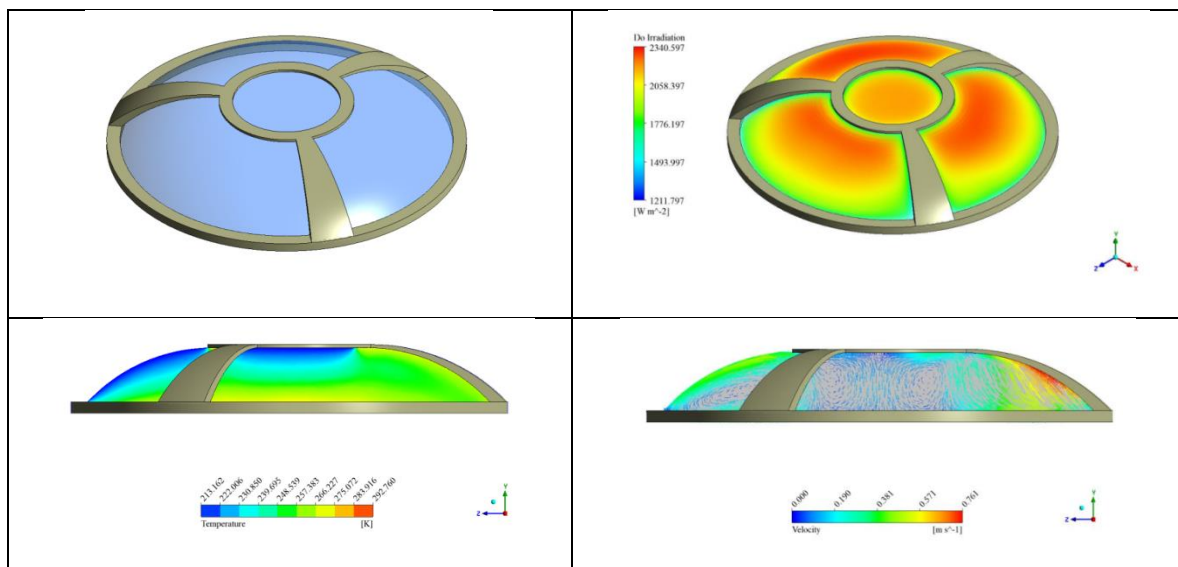 Do Irradiation
2340.597
2058.397
1776.197
1493.997
1211.797
[W m^-2]
Y
Z
X
213.162
222.006
230.850
239.695
248.539
257.383
266.227
275.072
283.916
292.760
Temperature
[K]
Y
Z
0.000
0.190
0.381
0.571
0.761
Velocity
[m s^-1]
Y
Z